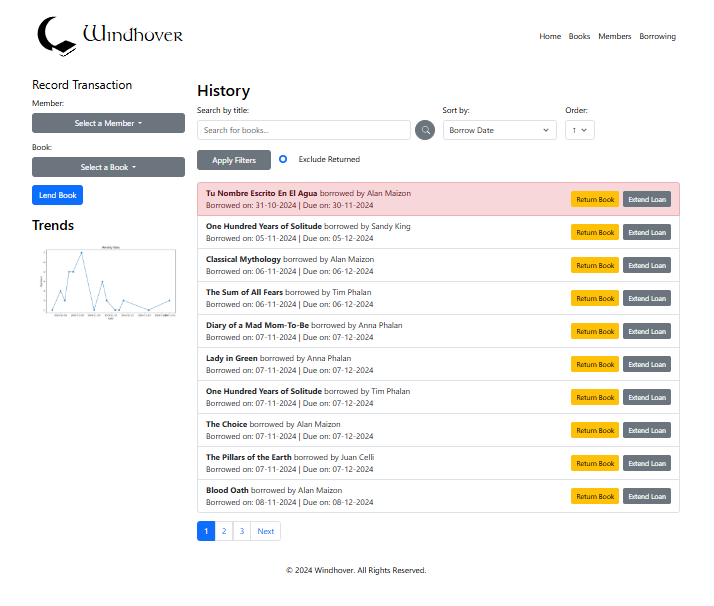 Windhover
Home Books Members Borrowing
Record Transaction
Member:
Select a Member
Book:
Select a Book
Lend Book
Trends
History
Search by title:
Search for books...
Sort by:
Borrow Date
Order:
↑
Apply Filters
Exclude Returned
Tu Nombre Escrito En El Agua borrowed by Alan Maizon
Borrowed on: 31-10-2024 | Due on: 30-11-2024
Return Book Extend Loan
One Hundred Years of Solitude borrowed by Sandy King
Borrowed on: 05-11-2024 | Due on: 05-12-2024
Return Book Extend Loan
Classical Mythology borrowed by Alan Maizon
Borrowed on: 06-11-2024 | Due on: 06-12-2024
Return Book Extend Loan
The Sum of All Fears borrowed by Tim Phalan
Borrowed on: 06-11-2024 | Due on: 06-12-2024
Return Book Extend Loan
Diary of a Mad Mom-To-Be borrowed by Anna Phalan
Borrowed on: 07-11-2024 | Due on: 07-12-2024
Return Book Extend Loan
Lady in Green borrowed by Anna Phalan
Borrowed on: 07-11-2024 | Due on: 07-12-2024
Return Book Extend Loan
One Hundred Years of Solitude borrowed by Tim Phalan
Borrowed on: 07-11-2024 | Due on: 07-12-2024
Return Book Extend Loan
The Choice borrowed by Alan Maizon
Borrowed on: 07-11-2024 | Due on: 07-12-2024
Return Book Extend Loan
The Pillars of the Earth borrowed by Juan Celli
Borrowed on: 07-11-2024 | Due on: 07-12-2024
Return Book Extend Loan
Blood Oath borrowed by Alan Maizon
Borrowed on: 08-11-2024 | Due on: 08-12-2024
Return Book Extend Loan
1 2 3 Next
© 2024 Windhover. All Rights Reserved.